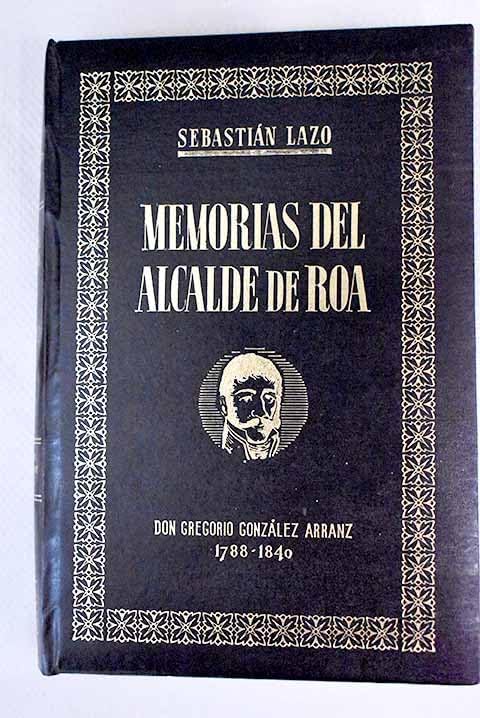 SEBASTIÁN LAZO
MEMORIAS DEL
ALCALDE DE ROA
DON GREGORIO GONZÁLEZ ARRANZ
1788-1840